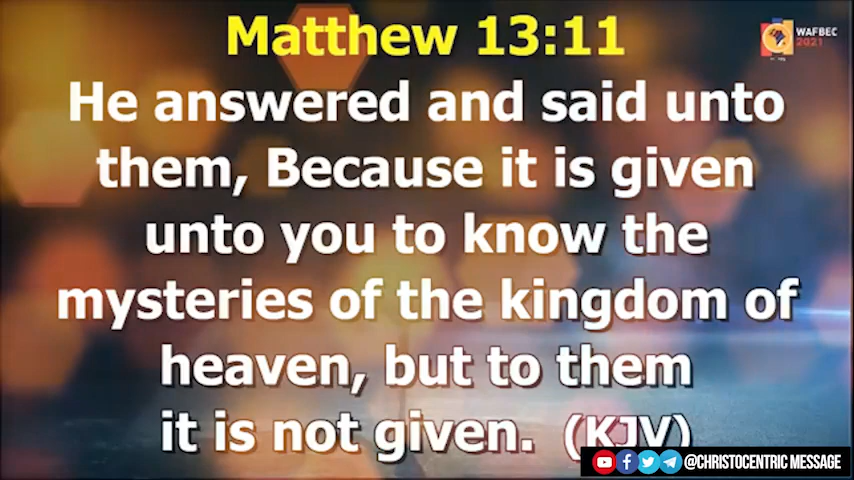 Matthew 13:11
WAFBEC
2021
He answered and said unto
them, Because it is given
unto you to know the
mysteries of the kingdom of
heaven, but to them
it is not given. (KJV)
@CHRISTOCENTRIC MESSAGE